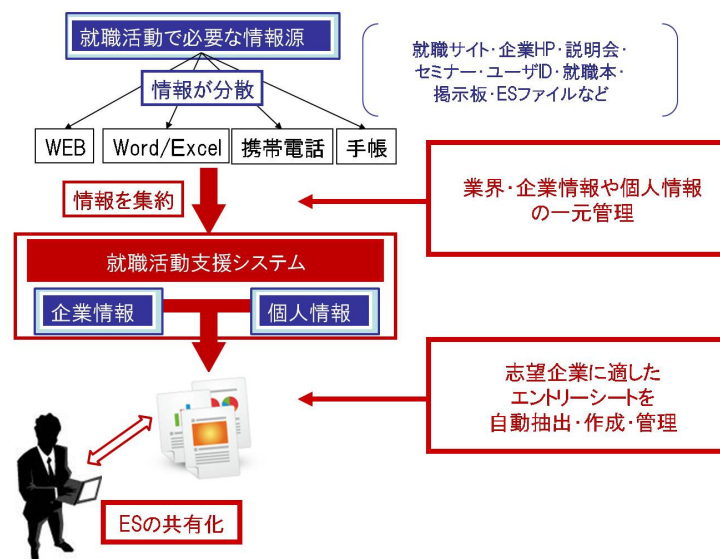 就職活動で必要な情報源
就職サイト・企業HP・説明会・
セミナー・ユーザID・就職本・
掲示板・ESファイルなど
情報が分散
WEB
Word/Excel
携帯電話
手帳
情報を集約
業界・企業情報や個人情報
の一元管理
就職活動支援システム
企業情報
個人情報
志望企業に適した
エントリーシートを
自動抽出・作成・管理
ESの共有化